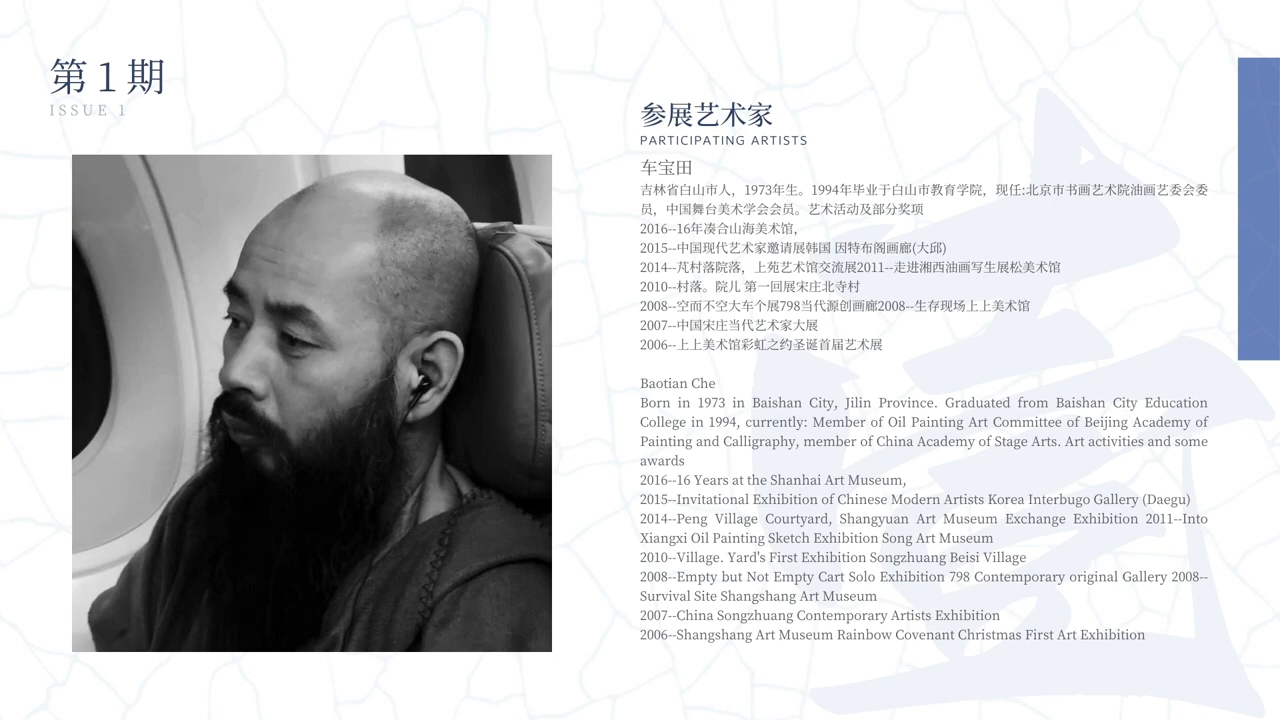 第 1 期
ISSUE 1
参展艺术家
PARTICIPATING ARTISTS
车宝田
吉林省白山市人，1973年生。1994年毕业于白山市教育学院，现任:北京市书画艺术院油画艺委会委
员，中国舞台美术学会会员。艺术活动及部分奖项
2016--16年凑合山海美术馆,
2015--中国现代艺术家邀请展韩国 因特布阁画廊(大邱)
2014--芃村落院落，上苑艺术馆交流展2011--走进湘西油画写生展松美术馆
2010--村落。院儿 第一回展宋庄北寺村
2008--空而不空大车个展798当代源创画廊2008--生存现场上上美术馆
2007--中国宋庄当代艺术家大展
2006--上上美术馆彩虹之约圣诞首届艺术展
Baotian Che
Born in 1973 in Baishan City, Jilin Province. Graduated from Baishan City Education
College in 1994, currently: Member of Oil Painting Art Committee of Beijing Academy of
Painting and Calligraphy, member of China Academy of Stage Arts. Art activities and some
awards
2016--16 Years at the Shanhai Art Museum,
2015--Invitational Exhibition of Chinese Modern Artists Korea Interbugo Gallery (Daegu)
2014--Peng Village Courtyard, Shangyuan Art Museum Exchange Exhibition 2011--Into
Xiangxi Oil Painting Sketch Exhibition Song Art Museum
2010--Village. Yard's First Exhibition Songzhuang Beisi Village
2008--Empty but Not Empty Cart Solo Exhibition 798 Contemporary original Gallery 2008--
Survival Site Shangshang Art Museum
2007--China Songzhuang Contemporary Artists Exhibition
2006--Shangshang Art Museum Rainbow Covenant Christmas First Art Exhibition